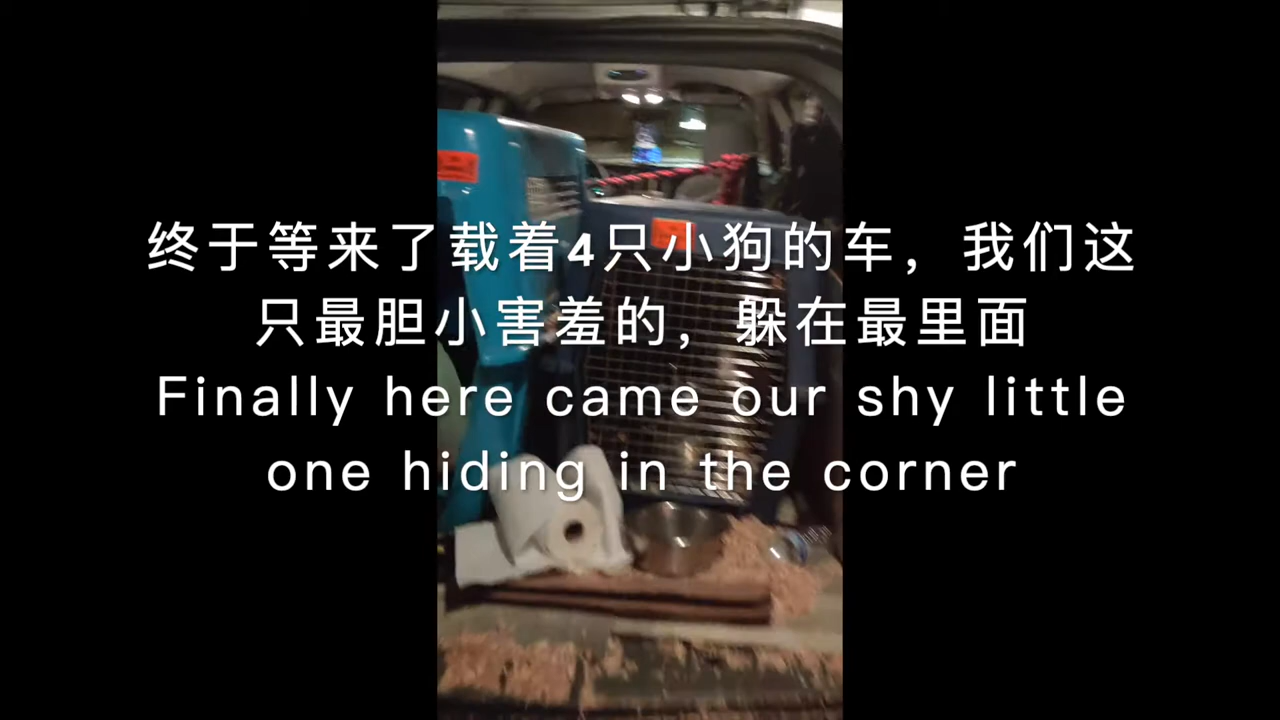 终于等来了载着4只小狗的车，我们这
只最胆小害羞的，躲在最里面
Finally here came our shy little
one hiding in the corner